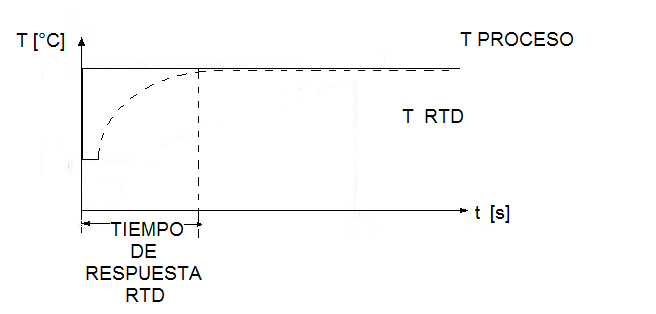 T [°C]
T PROCESO
T RTD
t [s]
TIEMPO
DE
RESPUESTA
RTD